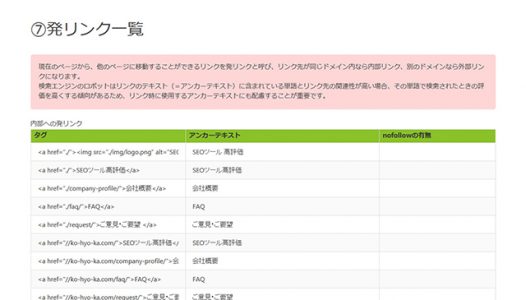 ⑦発リンク一覧
現在のページから、他のページに移動することができるリンクを発リンクと呼び、リンク先が同じドメイン内なら内部リンク、別のドメインなら外部リン
クになります。
検索エンジンのロボットはリンクのテキスト（＝アンカーテキスト）に含まれている単語とリンク先の関連性が高い場合、その単語で検索されたときの評
価を高くする傾向があるため、リンク時に使用するアンカーテキストにも配慮することが重要です。
内部への発リンク
タグ アンカーテキスト nofollowの有無
<a href="./"><img src="./img/logo.png" alt="SEO SEOツール 高評価
<a href="./">SEOツール高評価</a> SEOツール高評価
<a href="./company-profile/">会社概要</a> 会社概要
<a href="./faq/">FAQ</a> FAQ
<a href="./request/">ご意見・ご要望 </a> ご意見・ご要望
<a href="//ko-hyo-ka.com/">SEOツール高評価</ SEOツール高評価
<a href="//ko-hyo-ka.com/company-profile/">会 会社概要
<a href="//ko-hyo-ka.com/faq/">FAQ</a> FAQ
<a href="//ko-hyo-ka.com/request/">ご意見・ご要 ご意見・ご要望